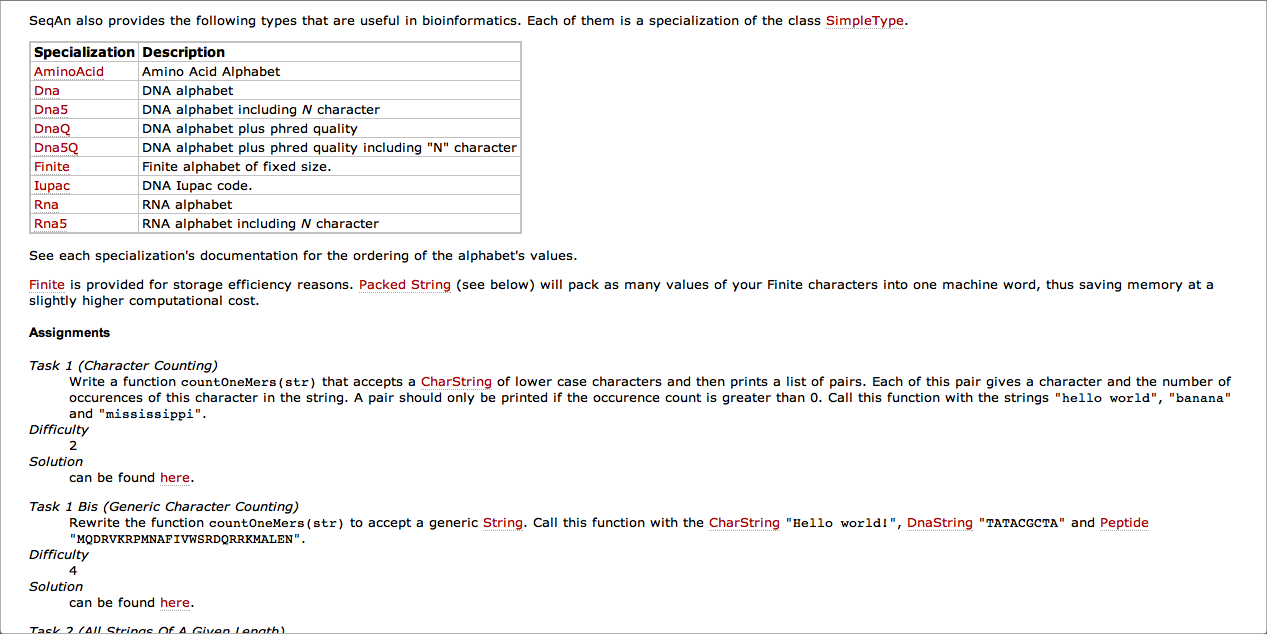 SeqAn also provides the following types that are useful in bioinformatics. Each of them is a specialization of the class SimpleType.
Specialization Description
AminoAcid Amino Acid Alphabet
Dna DNA alphabet
Dna5 DNA alphabet including N character
DnaQ DNA alphabet plus phred quality
Dna5Q DNA alphabet plus phred quality including "N" character
Finite Finite alphabet of fixed size.
Iupac DNA Iupac code.
Rna RNA alphabet
Rna5 RNA alphabet including N character
See each specialization's documentation for the ordering of the alphabet's values.
Finite is provided for storage efficiency reasons. Packed String (see below) will pack as many values of your Finite characters into one machine word, thus saving memory at a
slightly higher computational cost.
Assignments
Task 1 (Character Counting)
Write a function countOneMers(str) that accepts a CharString of lower case characters and then prints a list of pairs. Each of this pair gives a character and the number of
occurences of this character in the string. A pair should only be printed if the occurence count is greater than 0. Call this function with the strings "hello world", "banana"
and "mississippi".
Difficulty
2
Solution
can be found here.
Task 1 Bis (Generic Character Counting)
Rewrite the function countOneMers(str) to accept a generic String. Call this function with the CharString "Hello world!", DnaString "TATACGCTA" and Peptide
"MQDRVKRPMNAFIVWSRDQRRKMALEN".
Difficulty
4
Solution
can be found here.
Task 2 (All Strings Of A Given Length)